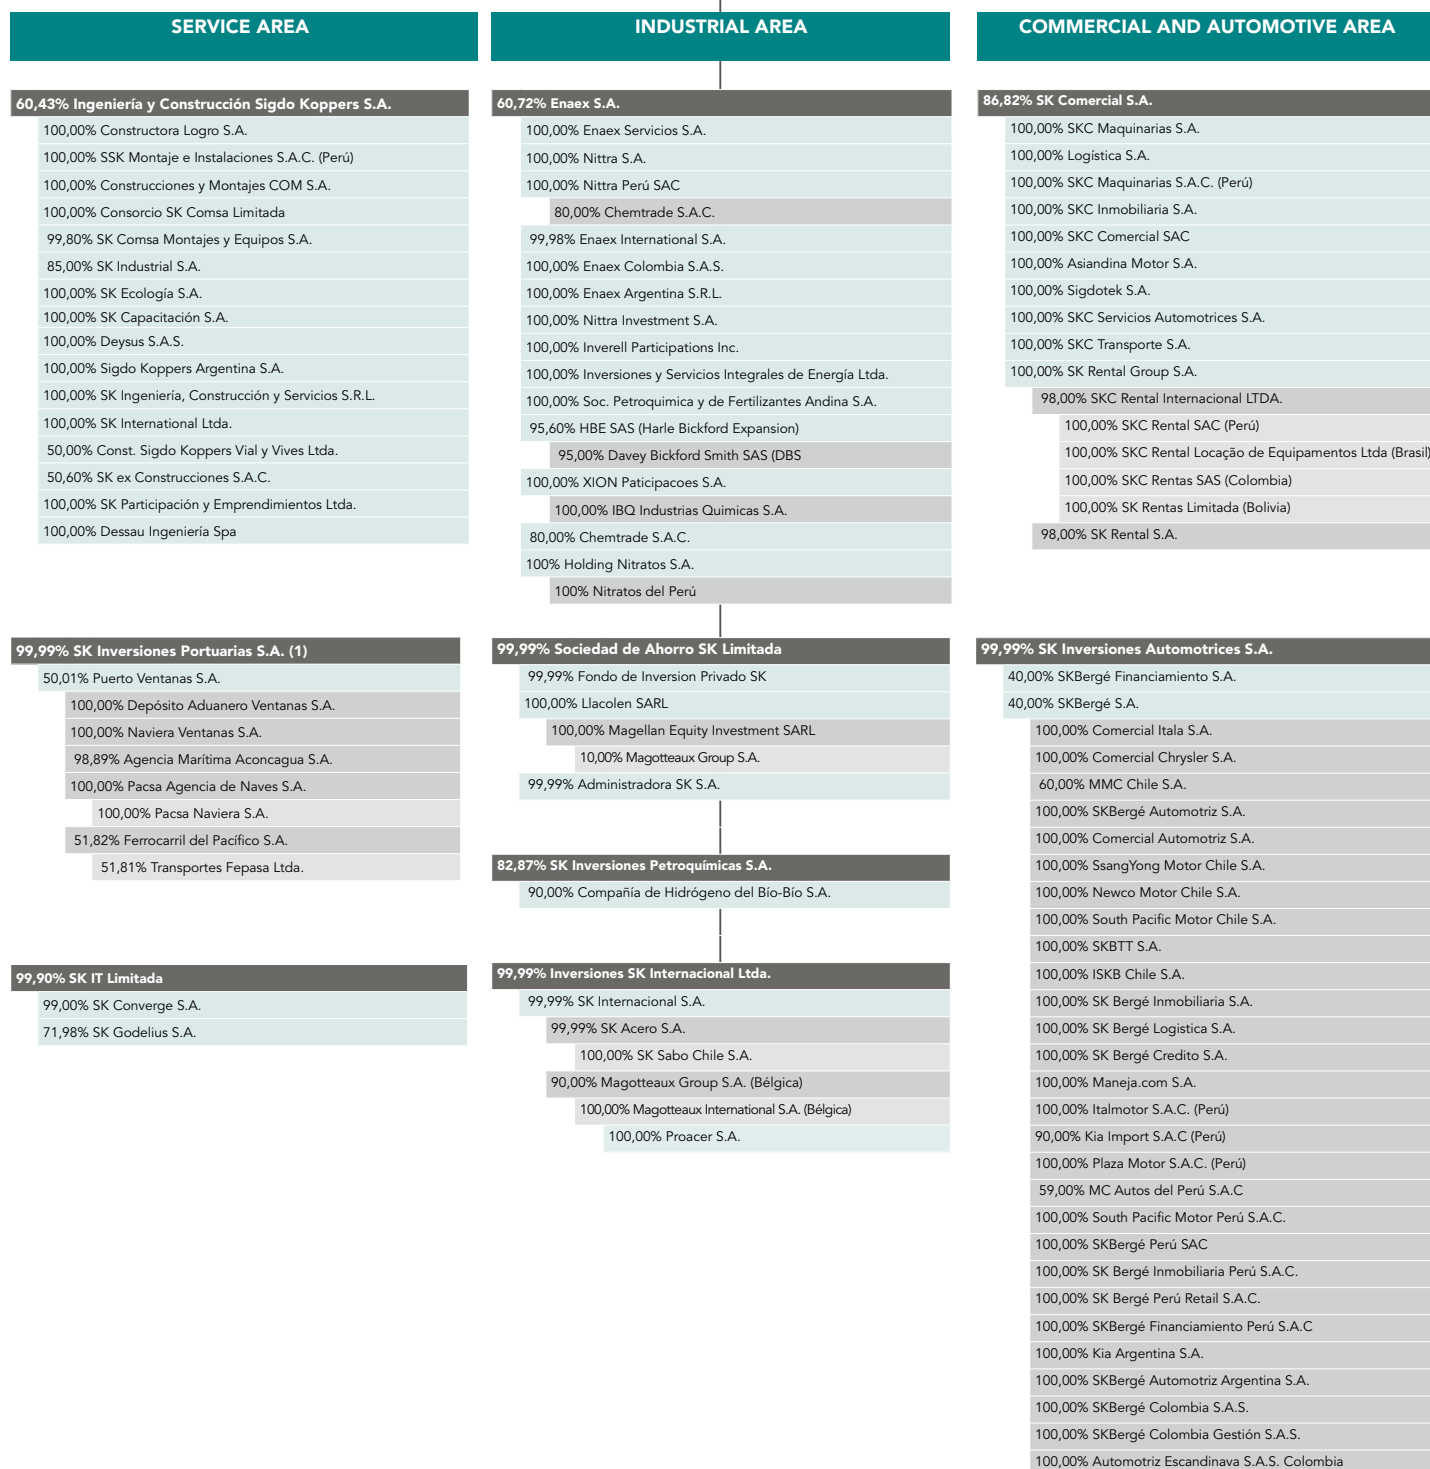 SERVICE AREA
60,43% Ingeniería y Construcción Sigdo Koppers S.A.
100,00% Constructora Logro S.A.
100,00% SSK Montaje e Instalaciones S.A.C. (Perú)
100,00% Construcciones y Montajes COM S.A.
100,00% Consorcio SK Comsa Limitada
99,80% SK Comsa Montajes y Equipos S.A.
85,00% SK Industrial S.A.
100,00% SK Ecología S.A.
100,00% SK Capacitación S.A.
100,00% Deysus S.A.S.
100,00% Sigdo Koppers Argentina S.A.
100,00% SK Ingeniería, Construcción y Servicios S.R.L.
100,00% SK International Ltda.
50,00% Const. Sigdo Koppers Vial y Vives Ltda.
50,60% SK ex Construcciones S.A.C.
100,00% SK Participación y Emprendimientos Ltda.
100,00% Dessau Ingeniería Spa
99,99% SK Inversiones Portuarias S.A. (1)
50,01% Puerto Ventanas S.A.
100,00% Depósito Aduanero Ventanas S.A.
100,00% Naviera Ventanas S.A.
98,89% Agencia Marítima Aconcagua S.A.
100,00% Pacsa Agencia de Naves S.A.
100,00% Pacsa Naviera S.A.
51,82% Ferrocarril del Pacífico S.A.
51,81% Transportes Fepasa Ltda.
99,90% SK IT Limitada
99,00% SK Converge S.A.
71,98% SK Godelius S.A.
INDUSTRIAL AREA
60,72% Enaex S.A.
100,00% Enaex Servicios S.A.
100,00% Nittra S.A.
100,00% Nittra Perú SAC
80,00% Chemtrade S.A.C.
99,98% Enaex International S.A.
100,00% Enaex Colombia S.A.S.
100,00% Enaex Argentina S.R.L.
100,00% Nittra Investment S.A.
100,00% Inverell Participations Inc.
100,00% Inversiones y Servicios Integrales de Energía Ltda.
100,00% Soc. Petroquimica y de Fertilizantes Andina S.A.
95,60% HBE SAS (Harle Bickford Expansion)
95,00% Davey Bickford Smith SAS (DBS
100,00% XION Paticipacoes S.A.
100,00% IBQ Industrias Quimicas S.A.
80,00% Chemtrade S.A.C.
100% Holding Nitratos S.A.
100% Nitratos del Perú
99,99% Sociedad de Ahorro SK Limitada
99,99% Fondo de Inversion Privado SK
100,00% Llacolen SARL
100,00% Magellan Equity Investment SARL
10,00% Magotteaux Group S.A.
99,99% Administradora SK S.A.
82,87% SK Inversiones Petroquímicas S.A.
90,00% Compañía de Hidrógeno del Bío-Bío S.A.
99,99% Inversiones SK Internacional Ltda.
99,99% SK Internacional S.A.
99,99% SK Acero S.A.
100,00% SK Sabo Chile S.A.
90,00% Magotteaux Group S.A. (Bélgica)
100,00% Magotteaux International S.A. (Bélgica)
100,00% Proacer S.A.
COMMERCIAL AND AUTOMOTIVE AREA
86,82% SK Comercial S.A.
100,00% SKC Maquinarias S.A.
100,00% Logística S.A.
100,00% SKC Maquinarias S.A.C. (Perú)
100,00% SKC Inmobiliaria S.A.
100,00% SKC Comercial SAC
100,00% Asiandina Motor S.A.
100,00% Sigdotek S.A.
100,00% SKC Servicios Automotrices S.A.
100,00% SKC Transporte S.A.
100,00% SK Rental Group S.A.
98,00% SKC Rental Internacional LTDA.
100,00% SKC Rental SAC (Perú)
100,00% SKC Rental Locação de Equipamentos Ltda (Brasil)
100,00% SKC Rentas SAS (Colombia)
100,00% SK Rentas Limitada (Bolivia)
98,00% SK Rental S.A.
99,99% SK Inversiones Automotrices S.A.
40,00% SKBergé Financiamiento S.A.
40,00% SKBergé S.A.
100,00% Comercial Itala S.A.
100,00% Comercial Chrysler S.A.
60,00% MMC Chile S.A.
100,00% SKBergé Automotriz S.A.
100,00% Comercial Automotriz S.A.
100,00% SsangYong Motor Chile S.A.
100,00% Newco Motor Chile S.A.
100,00% South Pacific Motor Chile S.A.
100,00% SKBTT S.A.
100,00% ISKB Chile S.A.
100,00% SK Bergé Inmobiliaria S.A.
100,00% SK Bergé Logistica S.A.
100,00% SK Bergé Credito S.A.
100,00% Maneja.com S.A.
100,00% Italmotor S.A.C. (Perú)
90,00% Kia Import S.A.C (Perú)
100,00% Plaza Motor S.A.C. (Perú)
59,00% MC Autos del Perú S.A.C
100,00% South Pacific Motor Perú S.A.C.
100,00% SKBergé Perú SAC
100,00% SK Bergé Inmobiliaria Perú S.A.C.
100,00% SK Bergé Perú Retail S.A.C.
100,00% SKBergé Financiamiento Perú S.A.C
100,00% Kia Argentina S.A.
100,00% SKBergé Automotriz Argentina S.A.
100,00% SKBergé Colombia S.A.S.
100,00% SKBergé Colombia Gestión S.A.S.
100,00% Automotriz Escandinava S.A.S. Colombia